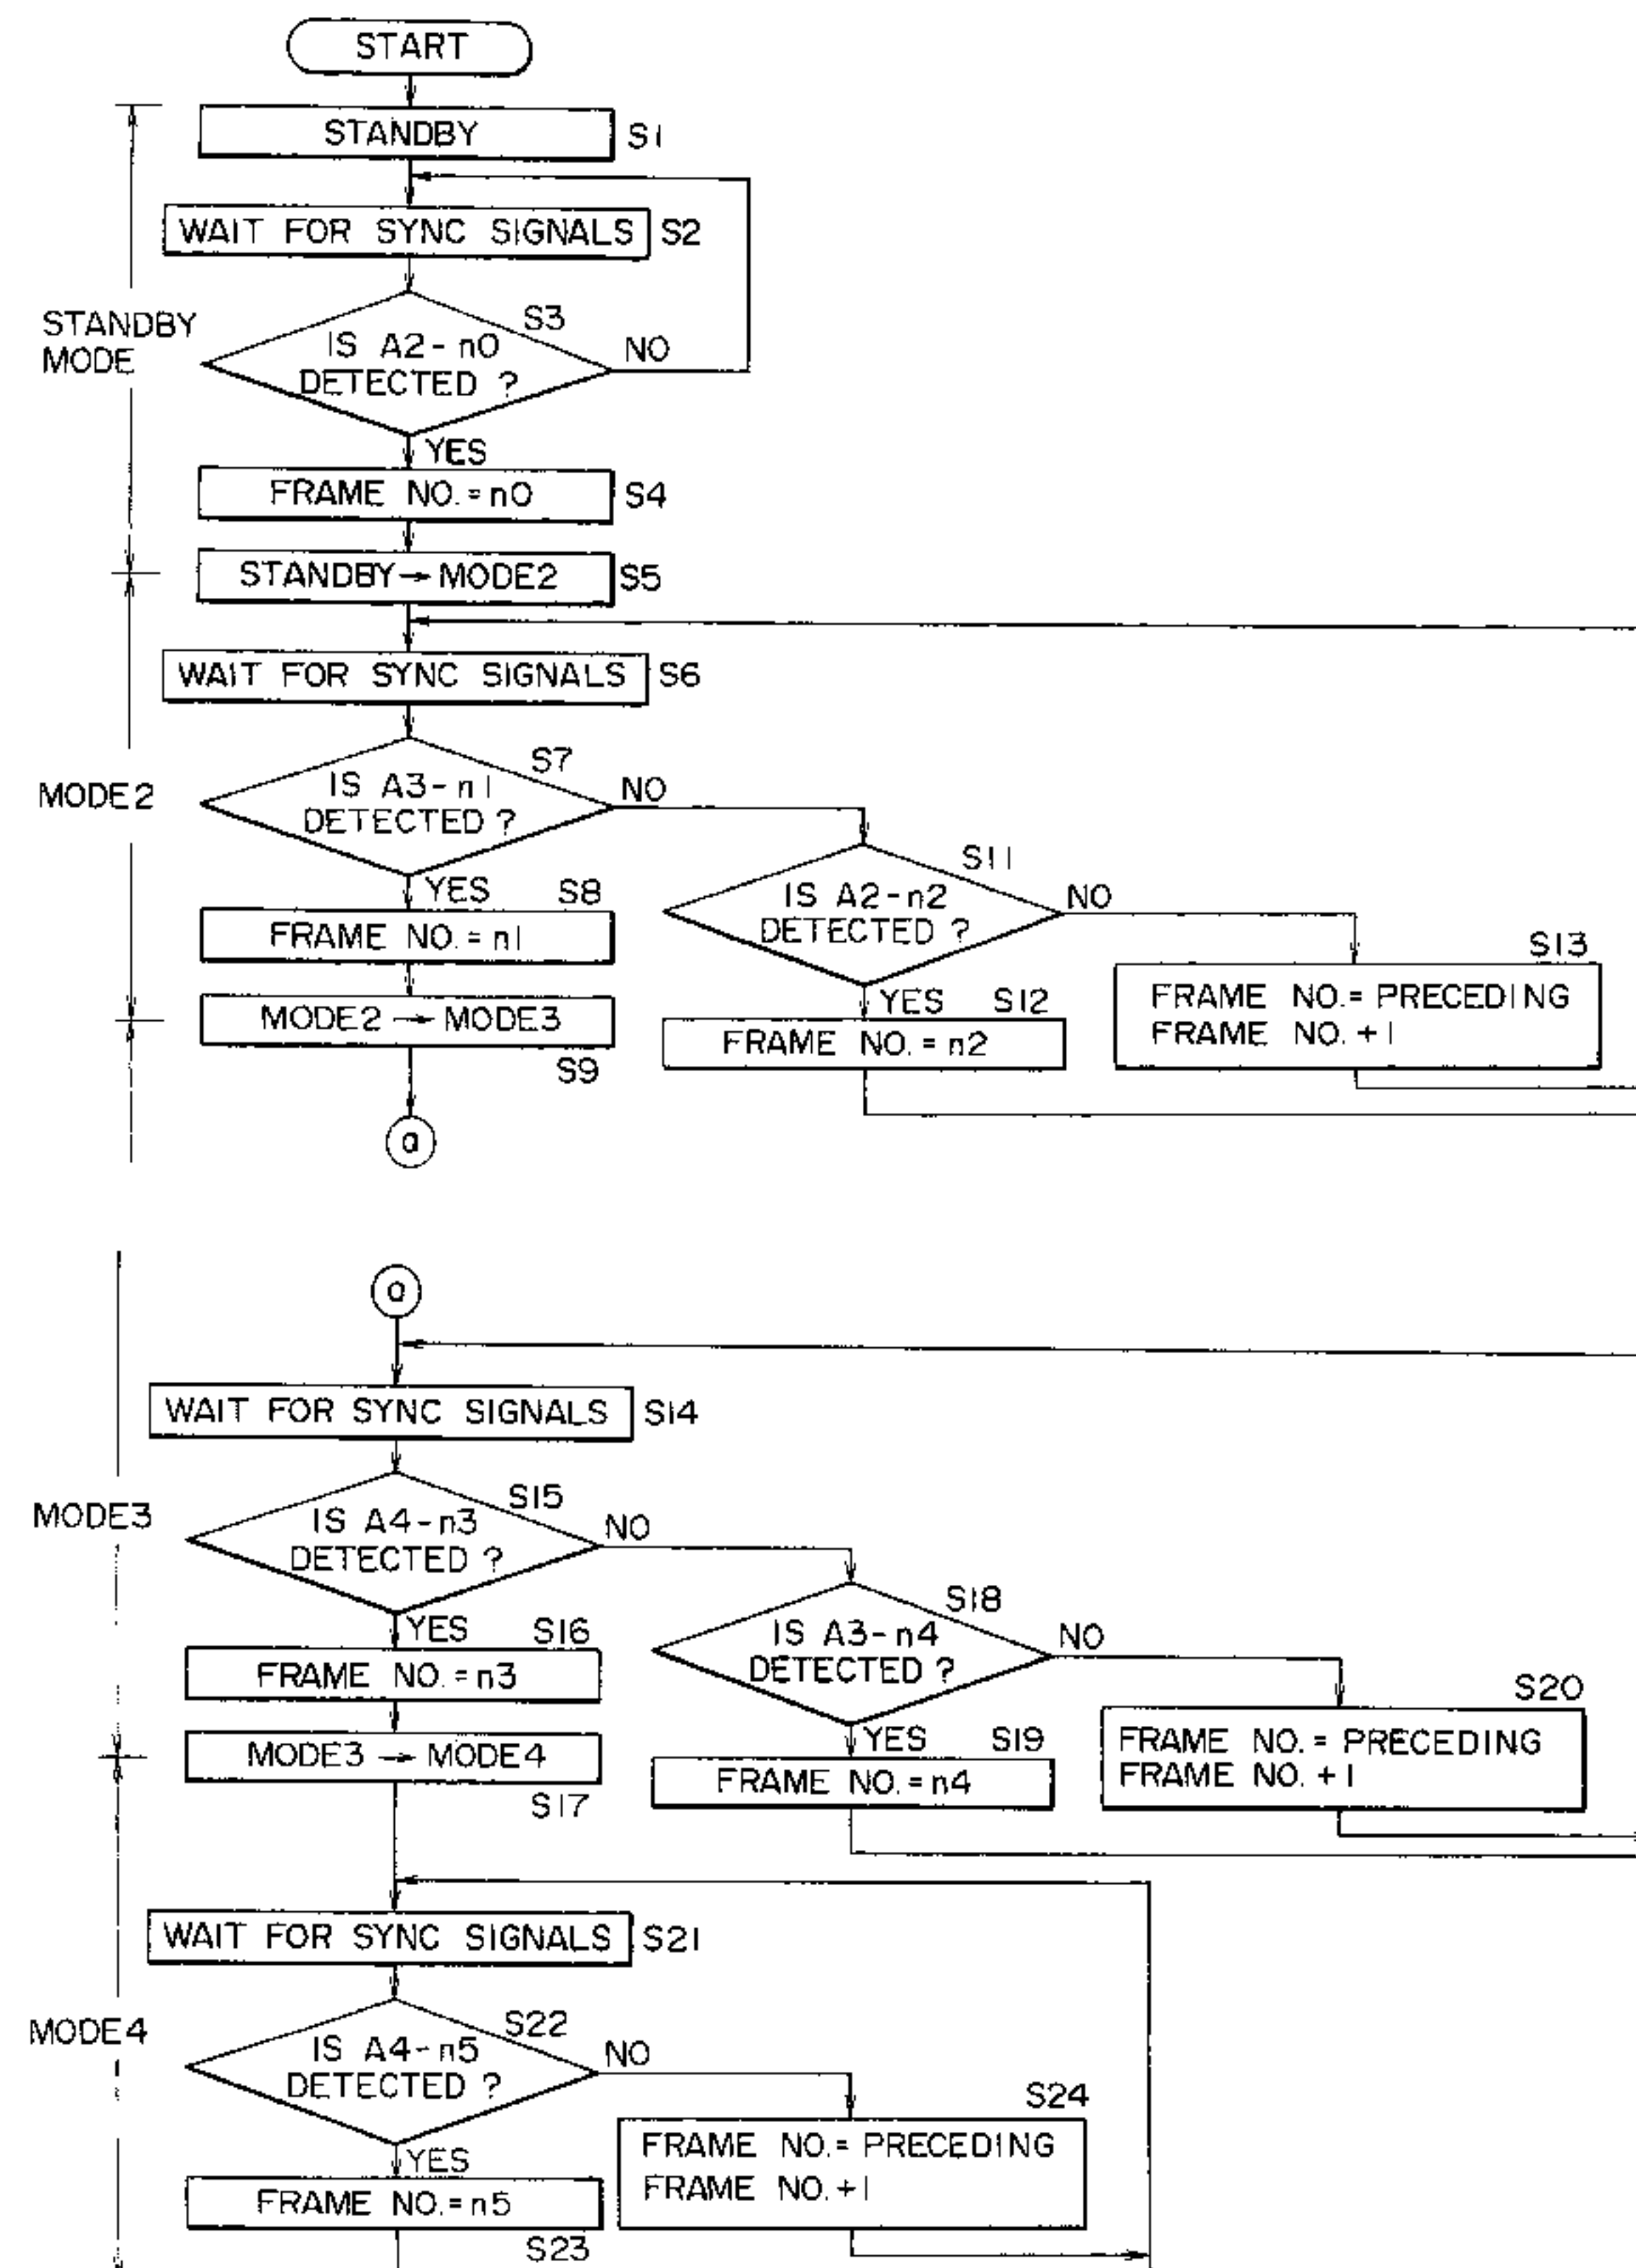 START
STANDBY S1
WAIT FOR SYNC SIGNALS S2
STANDBY
MODE
S3
IS A2-n0
DETECTED ?
NO
YES
FRAME NO.=n0 S4
STANDBY→MODE2 S5
WAIT FOR SYNC SIGNALS S6
MODE2
S7
IS A3-n1
DETECTED ?
NO
YES
S8
FRAME NO.=n1
MODE2→MODE3
S9
a
S11
IS A2-n2
DETECTED ?
NO
YES
S12
FRAME NO.=n2
S13
FRAME NO.=PRECEDING
FRAME NO.+1
a
WAIT FOR SYNC SIGNALS S14
MODE3
S15
IS A4-n3
DETECTED ?
NO
YES
S16
FRAME NO.=n3
MODE3→MODE4
S17
S18
IS A3-n4
DETECTED ?
NO
YES
S19
FRAME NO.=n4
S20
FRAME NO.=PRECEDING
FRAME NO.+1
WAIT FOR SYNC SIGNALS S21
MODE4
S22
IS A4-n5
DETECTED ?
NO
YES
FRAME NO.=n5
S23
S24
FRAME NO.=PRECEDING
FRAME NO.+1